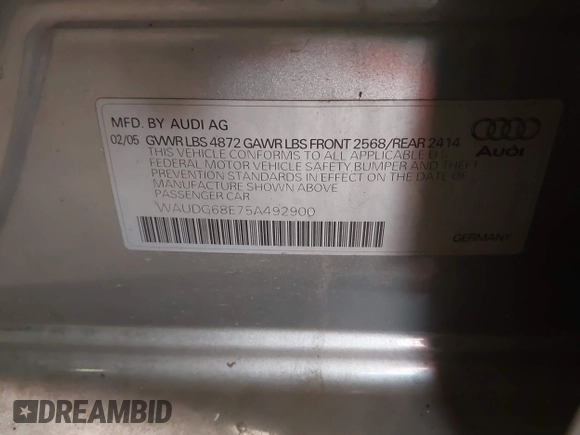 MFD. BY AUDI AG
02/05 GVWR LBS 4872 GAWR LBS FRONT 2568/REAR 2414
THIS VEHICLE CONFORMS TO ALL APPLICABLE U.S.
FEDERAL MOTOR VEHICLE SAFETY BUMPER AND THEFT
PREVENTION STANDARDS IN EFFECT ON THE DATE OF
MANUFACTURE SHOWN ABOVE
PASSENGER CAR
WAUDG68E75A492900
Audi
GERMANY
DREAMBID